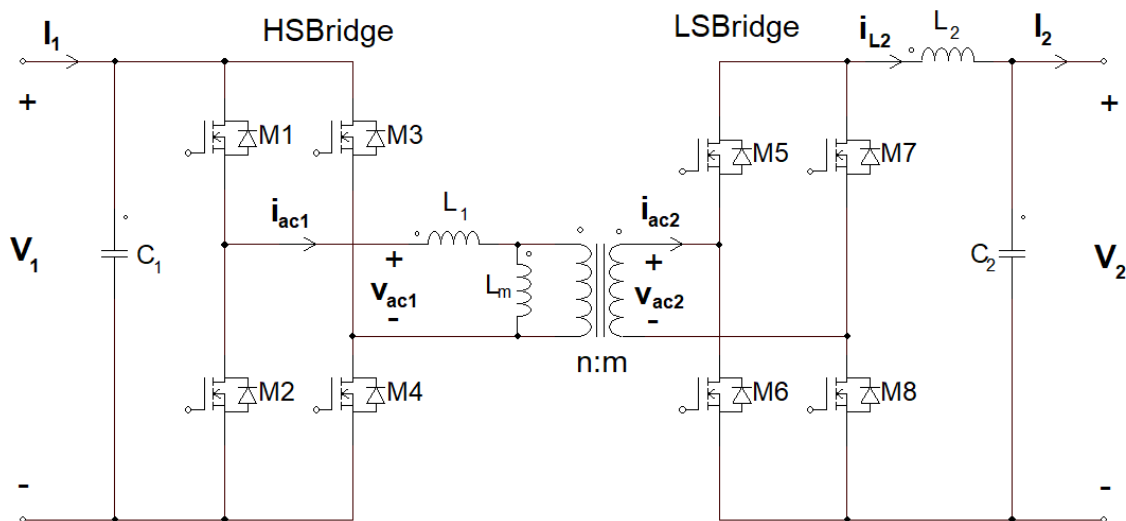 HSBridge
LSBridge
I1
iL2
L2
I2
+
+
M1
M3
M5
M7
iac1
L1
iac2
V1
C1
+
vac1
-
Lm
+
vac2
-
C2
V2
n:m
M2
M4
M6
M8
-
-